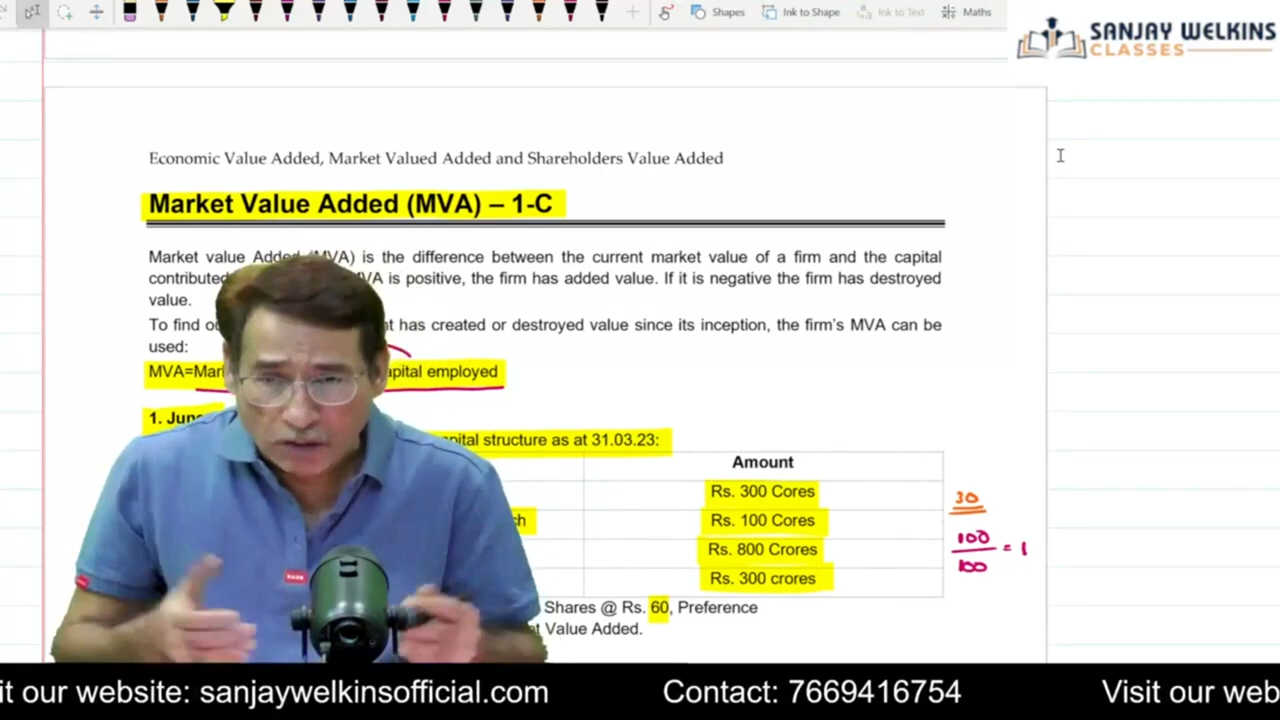 Shapes Ink to Shape Ink to Text Maths
SANJAY WELKINS
CLASSES
Economic Value Added, Market Valued Added and Shareholders Value Added
Market Value Added (MVA) – 1-C
Market value Added (MVA) is the difference between the current market value of a firm and the capital
contributed MVA is positive, the firm has added value. If it is negative the firm has destroyed
value.
To find has created or destroyed value since its inception, the firm's MVA can be
used:
MVA= employed
1.
structure as at 31.03.23:
Amount
Rs. 300 Cores
30
Rs. 100 Cores
100
100
= 1
Rs. 800 Crores
Rs. 300 crores
Shares @ Rs. 60, Preference
Value Added.
it our website: sanjaywelkinsofficial.com Contact: 7669416754 Visit our web